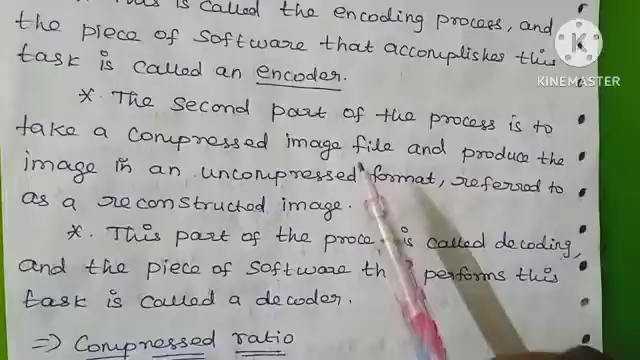 This is called the encoding process, and
the piece of software that accomplishes this
task is called an encoder.
* The second part of the process is to
take a compressed image file and produce the
image in an uncompressed format, referred to
as a reconstructed image.
* This part of the proce is called decoding,
and the piece of software th performs this
task is called a decoder.
=> Compressed ratio
KINEMASTER